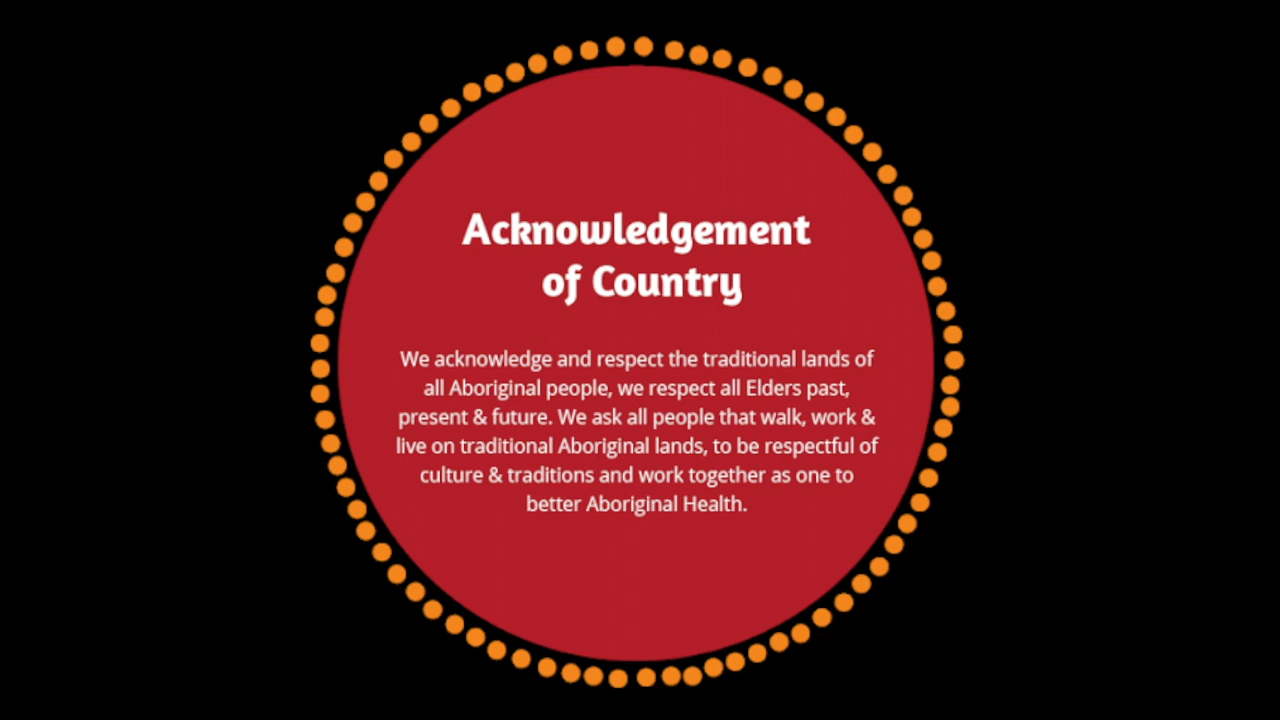 Acknowledgement
of Country
We acknowledge and respect the traditional lands of
all Aboriginal people, we respect all Elders past,
present & future. We ask all people that walk, work &
live on traditional Aboriginal lands, to be respectful of
culture & traditions and work together as one to
better Aboriginal Health.